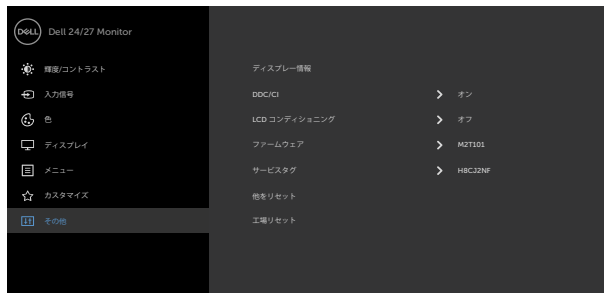 DELL Dell 24/27 Monitor
輝度/コントラスト
入力信号
色
ディスプレイ
メニュー
カスタマイズ
その他
ディスプレー情報
DDC/CI オン
LCD コンディショニング オフ
ファームウェア M2T101
サービスタグ H8CJ2NF
他をリセット
工場リセット